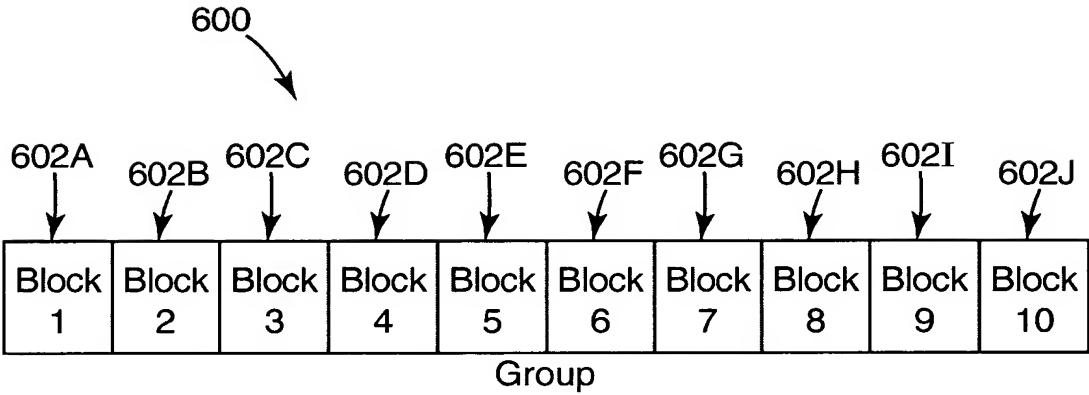 600
602A 602B 602C 602D 602E 602F 602G 602H 602I 602J
Block Block Block Block Block Block Block Block Block Block
1 2 3 4 5 6 7 8 9 10
Group